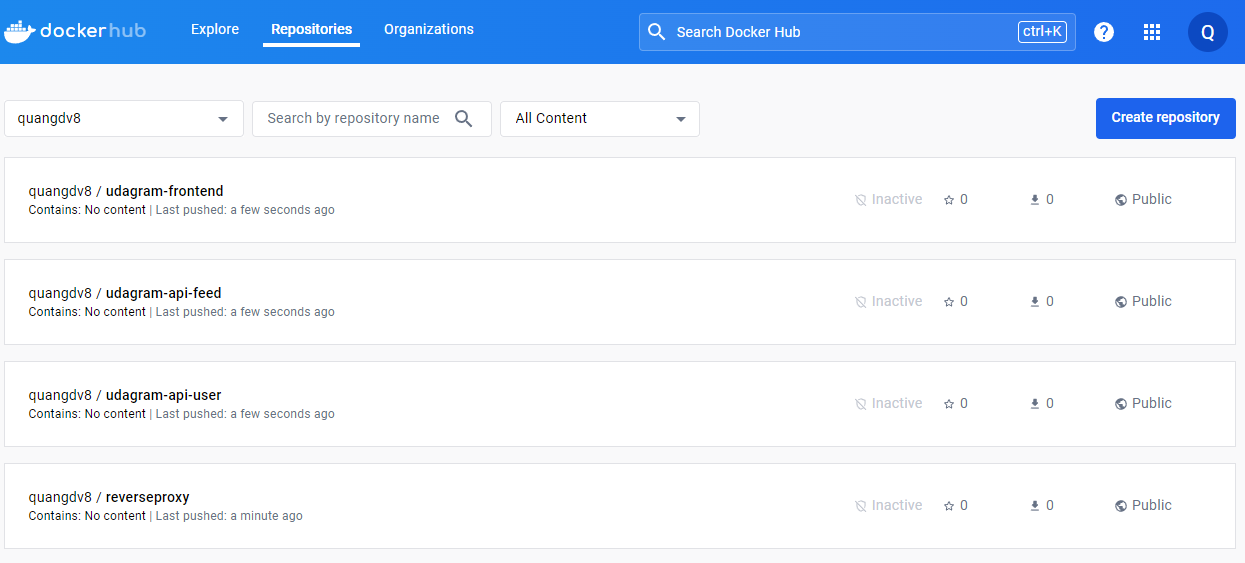 dockerhub
Explore
Repositories
Organizations
Search Docker Hub
ctrl+K
?
Q
quangdv8
Search by repository name
All Content
Create repository
quangdv8 / udagram-frontend
Contains: No content | Last pushed: a few seconds ago
Inactive
0
0
Public
quangdv8 / udagram-api-feed
Contains: No content | Last pushed: a few seconds ago
Inactive
0
0
Public
quangdv8 / udagram-api-user
Contains: No content | Last pushed: a few seconds ago
Inactive
0
0
Public
quangdv8 / reverseproxy
Contains: No content | Last pushed: a minute ago
Inactive
0
0
Public